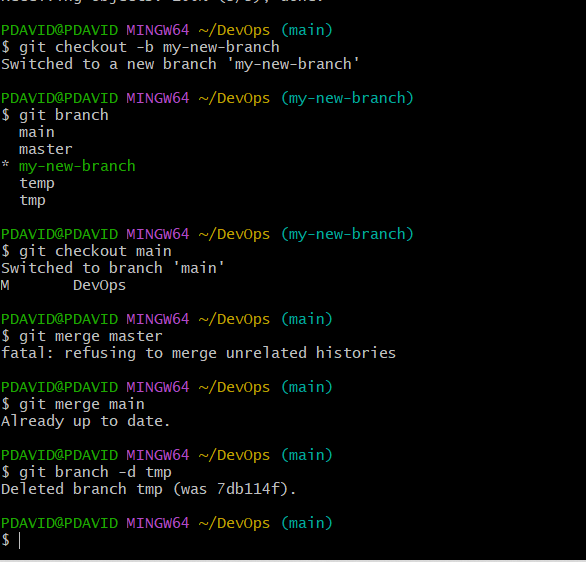 PDAVID@PDAVID MINGW64 ~/DevOps (main)
$ git checkout -b my-new-branch
Switched to a new branch 'my-new-branch'

PDAVID@PDAVID MINGW64 ~/DevOps (my-new-branch)
$ git branch
  main
  master
* my-new-branch
  temp
  tmp

PDAVID@PDAVID MINGW64 ~/DevOps (my-new-branch)
$ git checkout main
Switched to branch 'main'
M       DevOps

PDAVID@PDAVID MINGW64 ~/DevOps (main)
$ git merge master
fatal: refusing to merge unrelated histories

PDAVID@PDAVID MINGW64 ~/DevOps (main)
$ git merge main
Already up to date.

PDAVID@PDAVID MINGW64 ~/DevOps (main)
$ git branch -d tmp
Deleted branch tmp (was 7db114f).

PDAVID@PDAVID MINGW64 ~/DevOps (main)
$